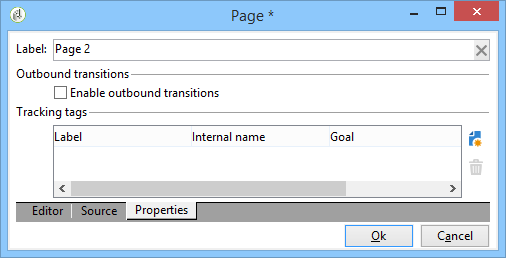 Page *
Label: Page 2
Outbound transitions
Enable outbound transitions
Tracking tags
Label Internal name Goal
Editor Source Properties
Ok Cancel